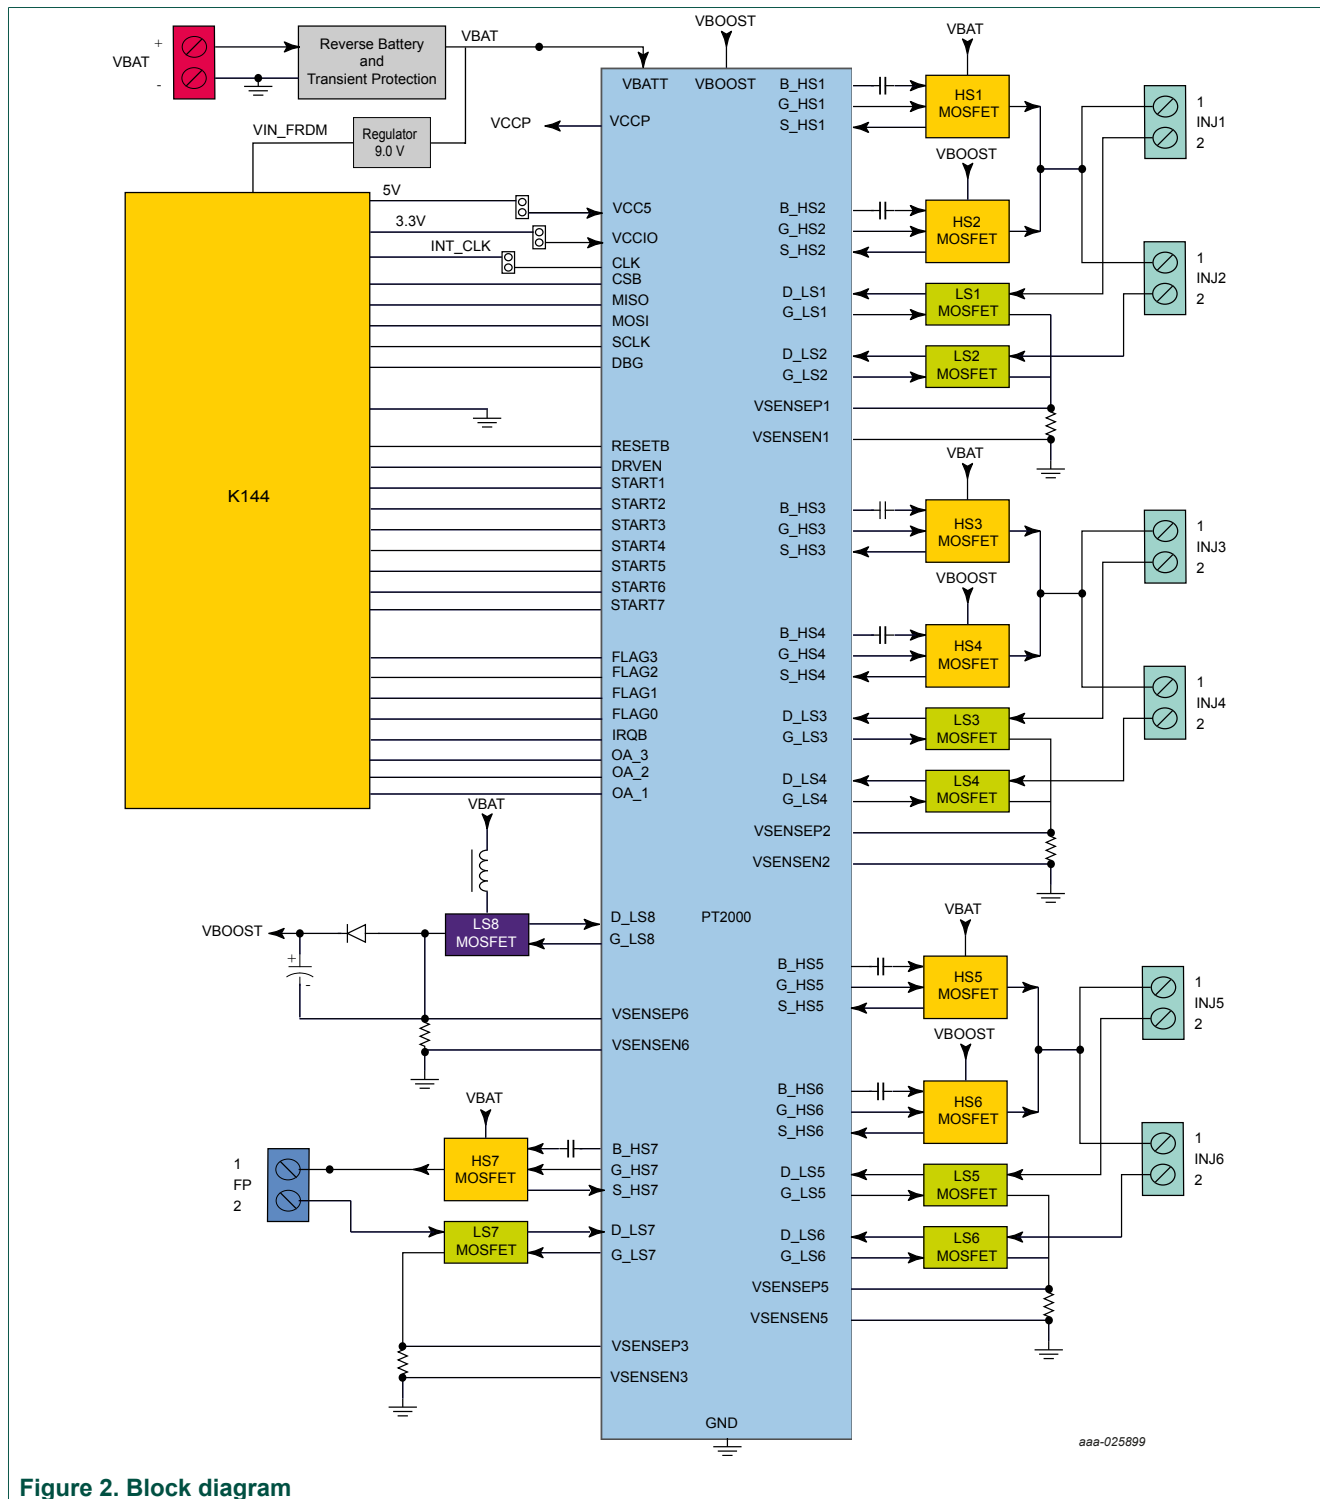 VBOOST
VBAT
+
VBAT
-
Reverse Battery
and
Transient Protection
VBAT
VBATT
VBOOST
VCCP
VCCP
VIN_FRDM
Regulator
9.0 V
B_HS1
G_HS1
S_HS1
HS1
MOSFET
1
INJ1
2
K144
5V
3.3V
INT_CLK
VCC5
VCCIO
CLK
CSB
MISO
MOSI
SCLK
DBG
RESETB
DRVEN
START1
START2
START3
START4
START5
START6
START7
FLAG3
FLAG2
FLAG1
FLAG0
IRQB
OA_3
OA_2
OA_1
VBOOST
B_HS2
G_HS2
S_HS2
HS2
MOSFET
1
INJ2
2
D_LS1
G_LS1
LS1
MOSFET
D_LS2
G_LS2
LS2
MOSFET
VSENSEP1
VSENSEN1
VBAT
B_HS3
G_HS3
S_HS3
HS3
MOSFET
1
INJ3
2
VBOOST
B_HS4
G_HS4
S_HS4
HS4
MOSFET
1
INJ4
2
D_LS3
G_LS3
LS3
MOSFET
D_LS4
G_LS4
LS4
MOSFET
VSENSEP2
VSENSEN2
VBAT
VBOOST
+
-
LS8
MOSFET
D_LS8
G_LS8
PT2000
VSENSEP6
VSENSEN6
VBAT
B_HS5
G_HS5
S_HS5
HS5
MOSFET
1
INJ5
2
VBOOST
B_HS6
G_HS6
S_HS6
HS6
MOSFET
1
INJ6
2
D_LS5
G_LS5
LS5
MOSFET
D_LS6
G_LS6
LS6
MOSFET
VSENSEP5
VSENSEN5
VBAT
1
FP
2
HS7
MOSFET
B_HS7
G_HS7
S_HS7
LS7
MOSFET
D_LS7
G_LS7
VSENSEP3
VSENSEN3
GND
aaa-025899
Figure 2. Block diagram